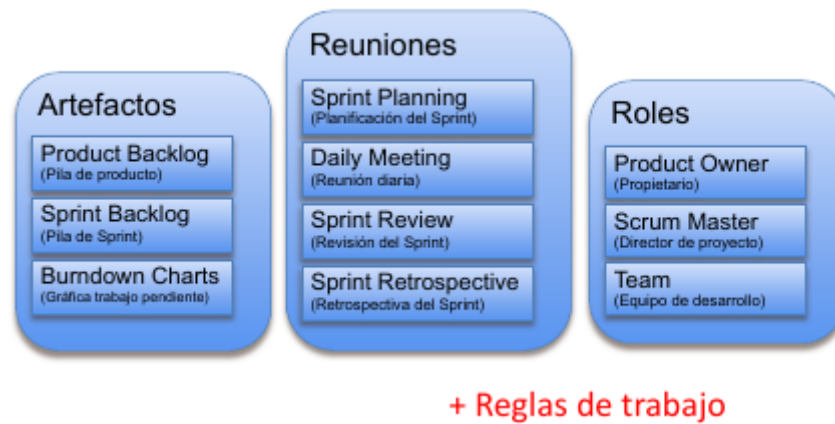 Artefactos
Product Backlog
(Pila de producto)
Sprint Backlog
(Pila de Sprint)
Burndown Charts
(Gráfica trabajo pendiente)
Reuniones
Sprint Planning
(Planificación del Sprint)
Daily Meeting
(Reunión diaria)
Sprint Review
(Revisión del Sprint)
Sprint Retrospective
(Retrospectiva del Sprint)
Roles
Product Owner
(Propietario)
Scrum Master
(Director de proyecto)
Team
(Equipo de desarrollo)
+ Reglas de trabajo